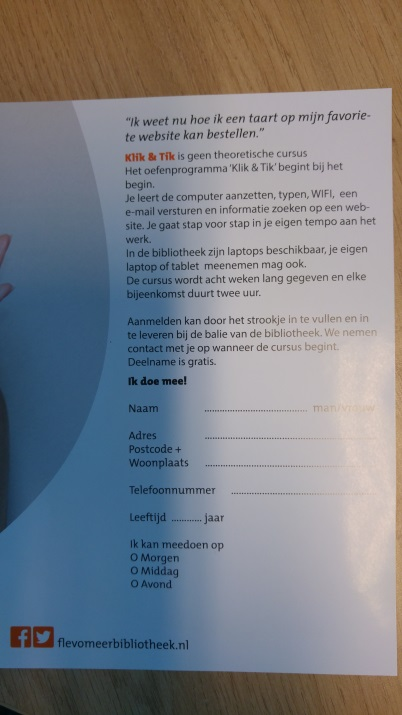 "Ik weet nu hoe ik een taart op mijn favorie-
te website kan bestellen."
Klik & Tik is geen theoretische cursus
Het oefenprogramma 'Klik & Tik' begint bij het
begin.
Je leert de computer aanzetten, typen, WIFI, een
e-mail versturen en informatie zoeken op een web-
site. Je gaat stap voor stap in je eigen tempo aan het
werk.
In de bibliotheek zijn laptops beschikbaar, je eigen
laptop of tablet meenemen mag ook.
De cursus wordt acht weken lang gegeven en elke
bijeenkomst duurt twee uur.
Aanmelden kan door het strookje in te vullen en in
te leveren bij de balie van de bibliotheek. We nemen
contact met je op wanneer de cursus begint.
Deelname is gratis.
Ik doe mee!
Naam ........................................ man/vrouw
Adres ........................................
Postcode +
Woonplaats ........................................
Telefoonnummer ........................................
Leeftijd ............ jaar
Ik kan meedoen op
O Morgen
O Middag
O Avond
flevomeerbibliotheek.nl